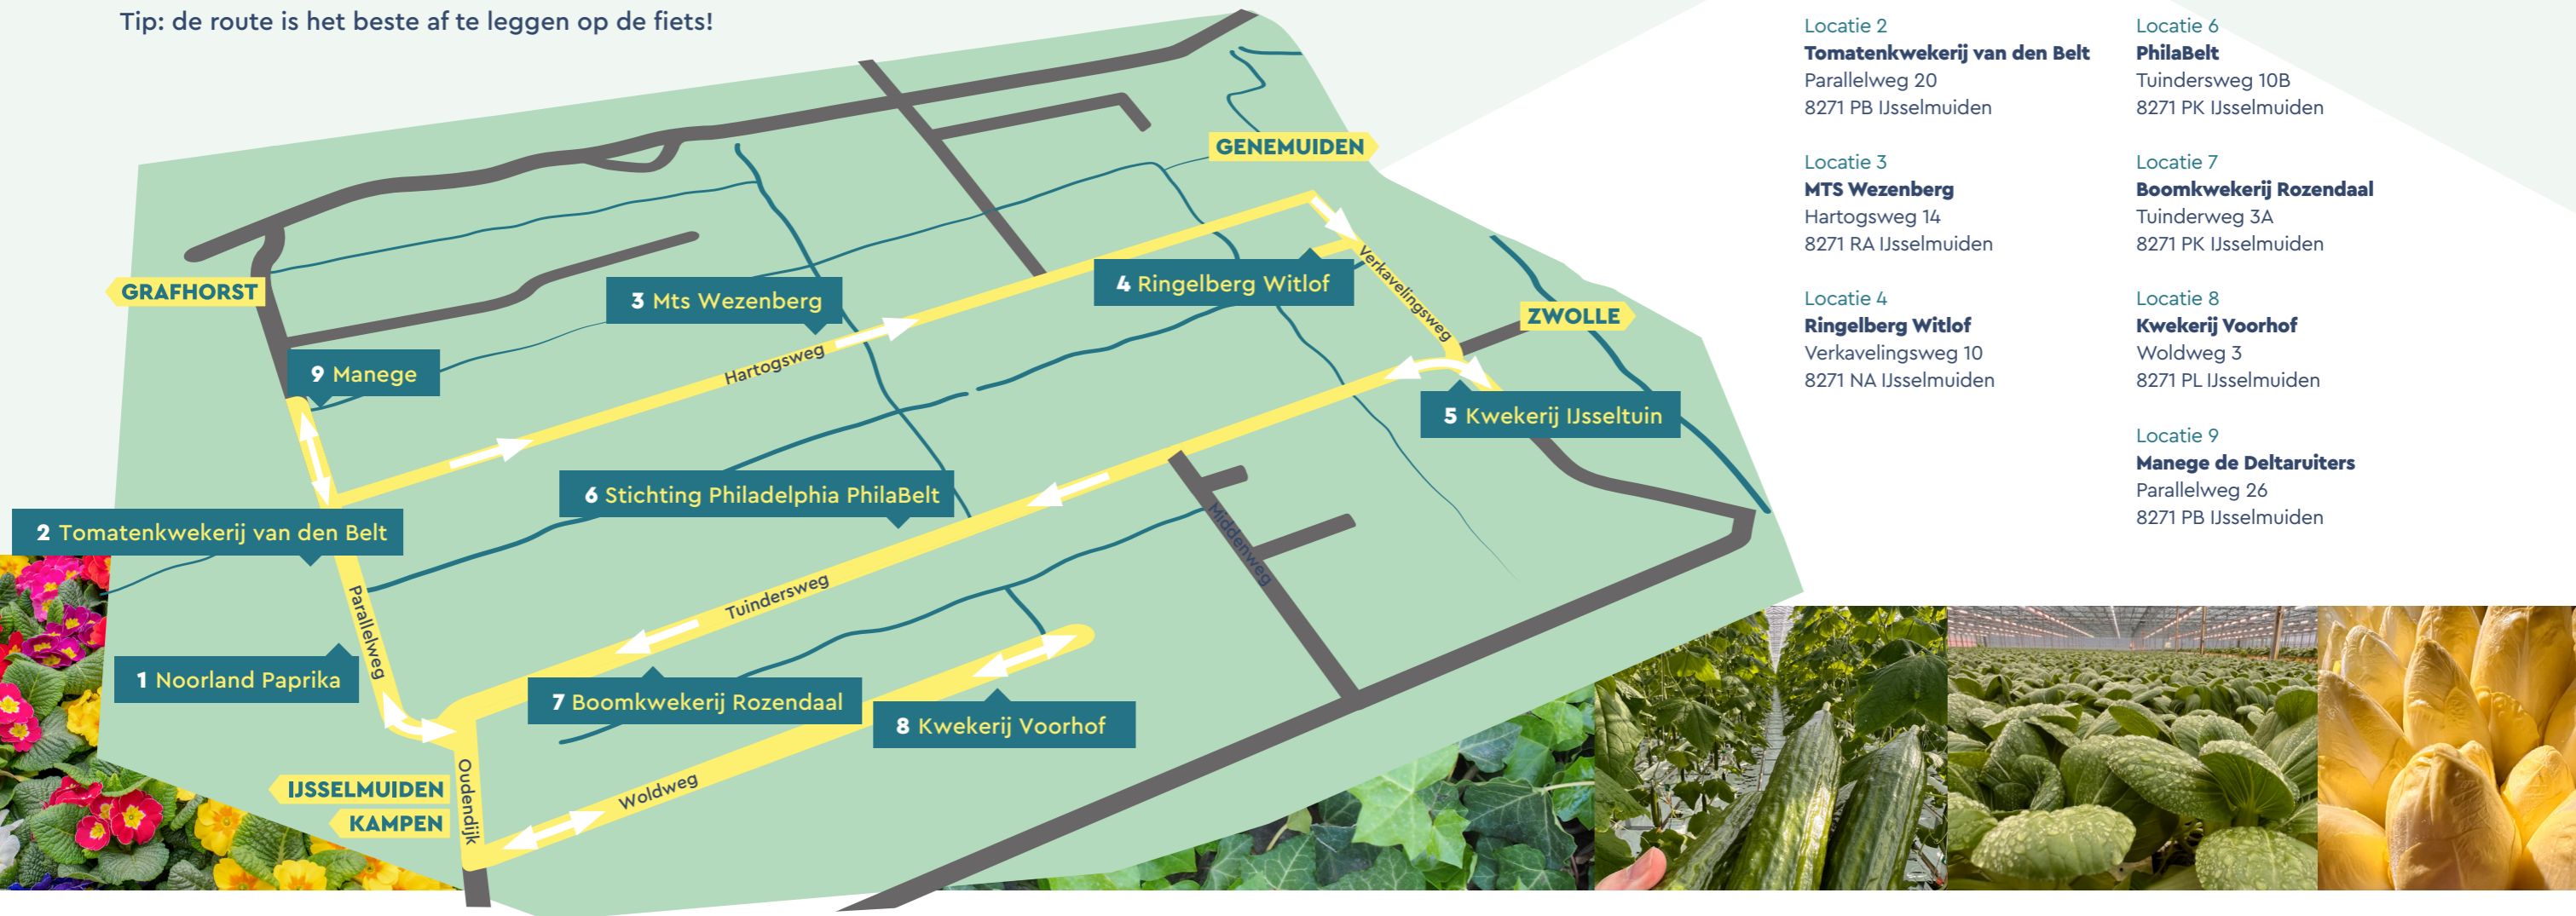 Tip: de route is het beste af te leggen op de fiets!
GENEMUIDEN
GRAFHORST
3 Mts Wezenberg
4 Ringelberg Witlof
Verkavelingsweg
ZWOLLE
Hartogsweg
9 Manege
5 Kwekerij IJsseltuin
6 Stichting Philadelphia PhilaBelt
Middenweg
2 Tomatenkwekerij van den Belt
Parallelweg
Tuindersweg
1 Noorland Paprika
7 Boomkwekerij Rozendaal
8 Kwekerij Voorhof
IJSSELMUIDEN
KAMPEN
Oudendijk
Woldweg
Locatie 2
Tomatenkwekerij van den Belt
Parallelweg 20
8271 PB IJsselmuiden
Locatie 3
MTS Wezenberg
Hartogsweg 14
8271 RA IJsselmuiden
Locatie 4
Ringelberg Witlof
Verkavelingsweg 10
8271 NA IJsselmuiden
Locatie 6
PhilaBelt
Tuindersweg 10B
8271 PK IJsselmuiden
Locatie 7
Boomkwekerij Rozendaal
Tuinderweg 3A
8271 PK IJsselmuiden
Locatie 8
Kwekerij Voorhof
Woldweg 3
8271 PL IJsselmuiden
Locatie 9
Manege de Deltaruiters
Parallelweg 26
8271 PB IJsselmuiden